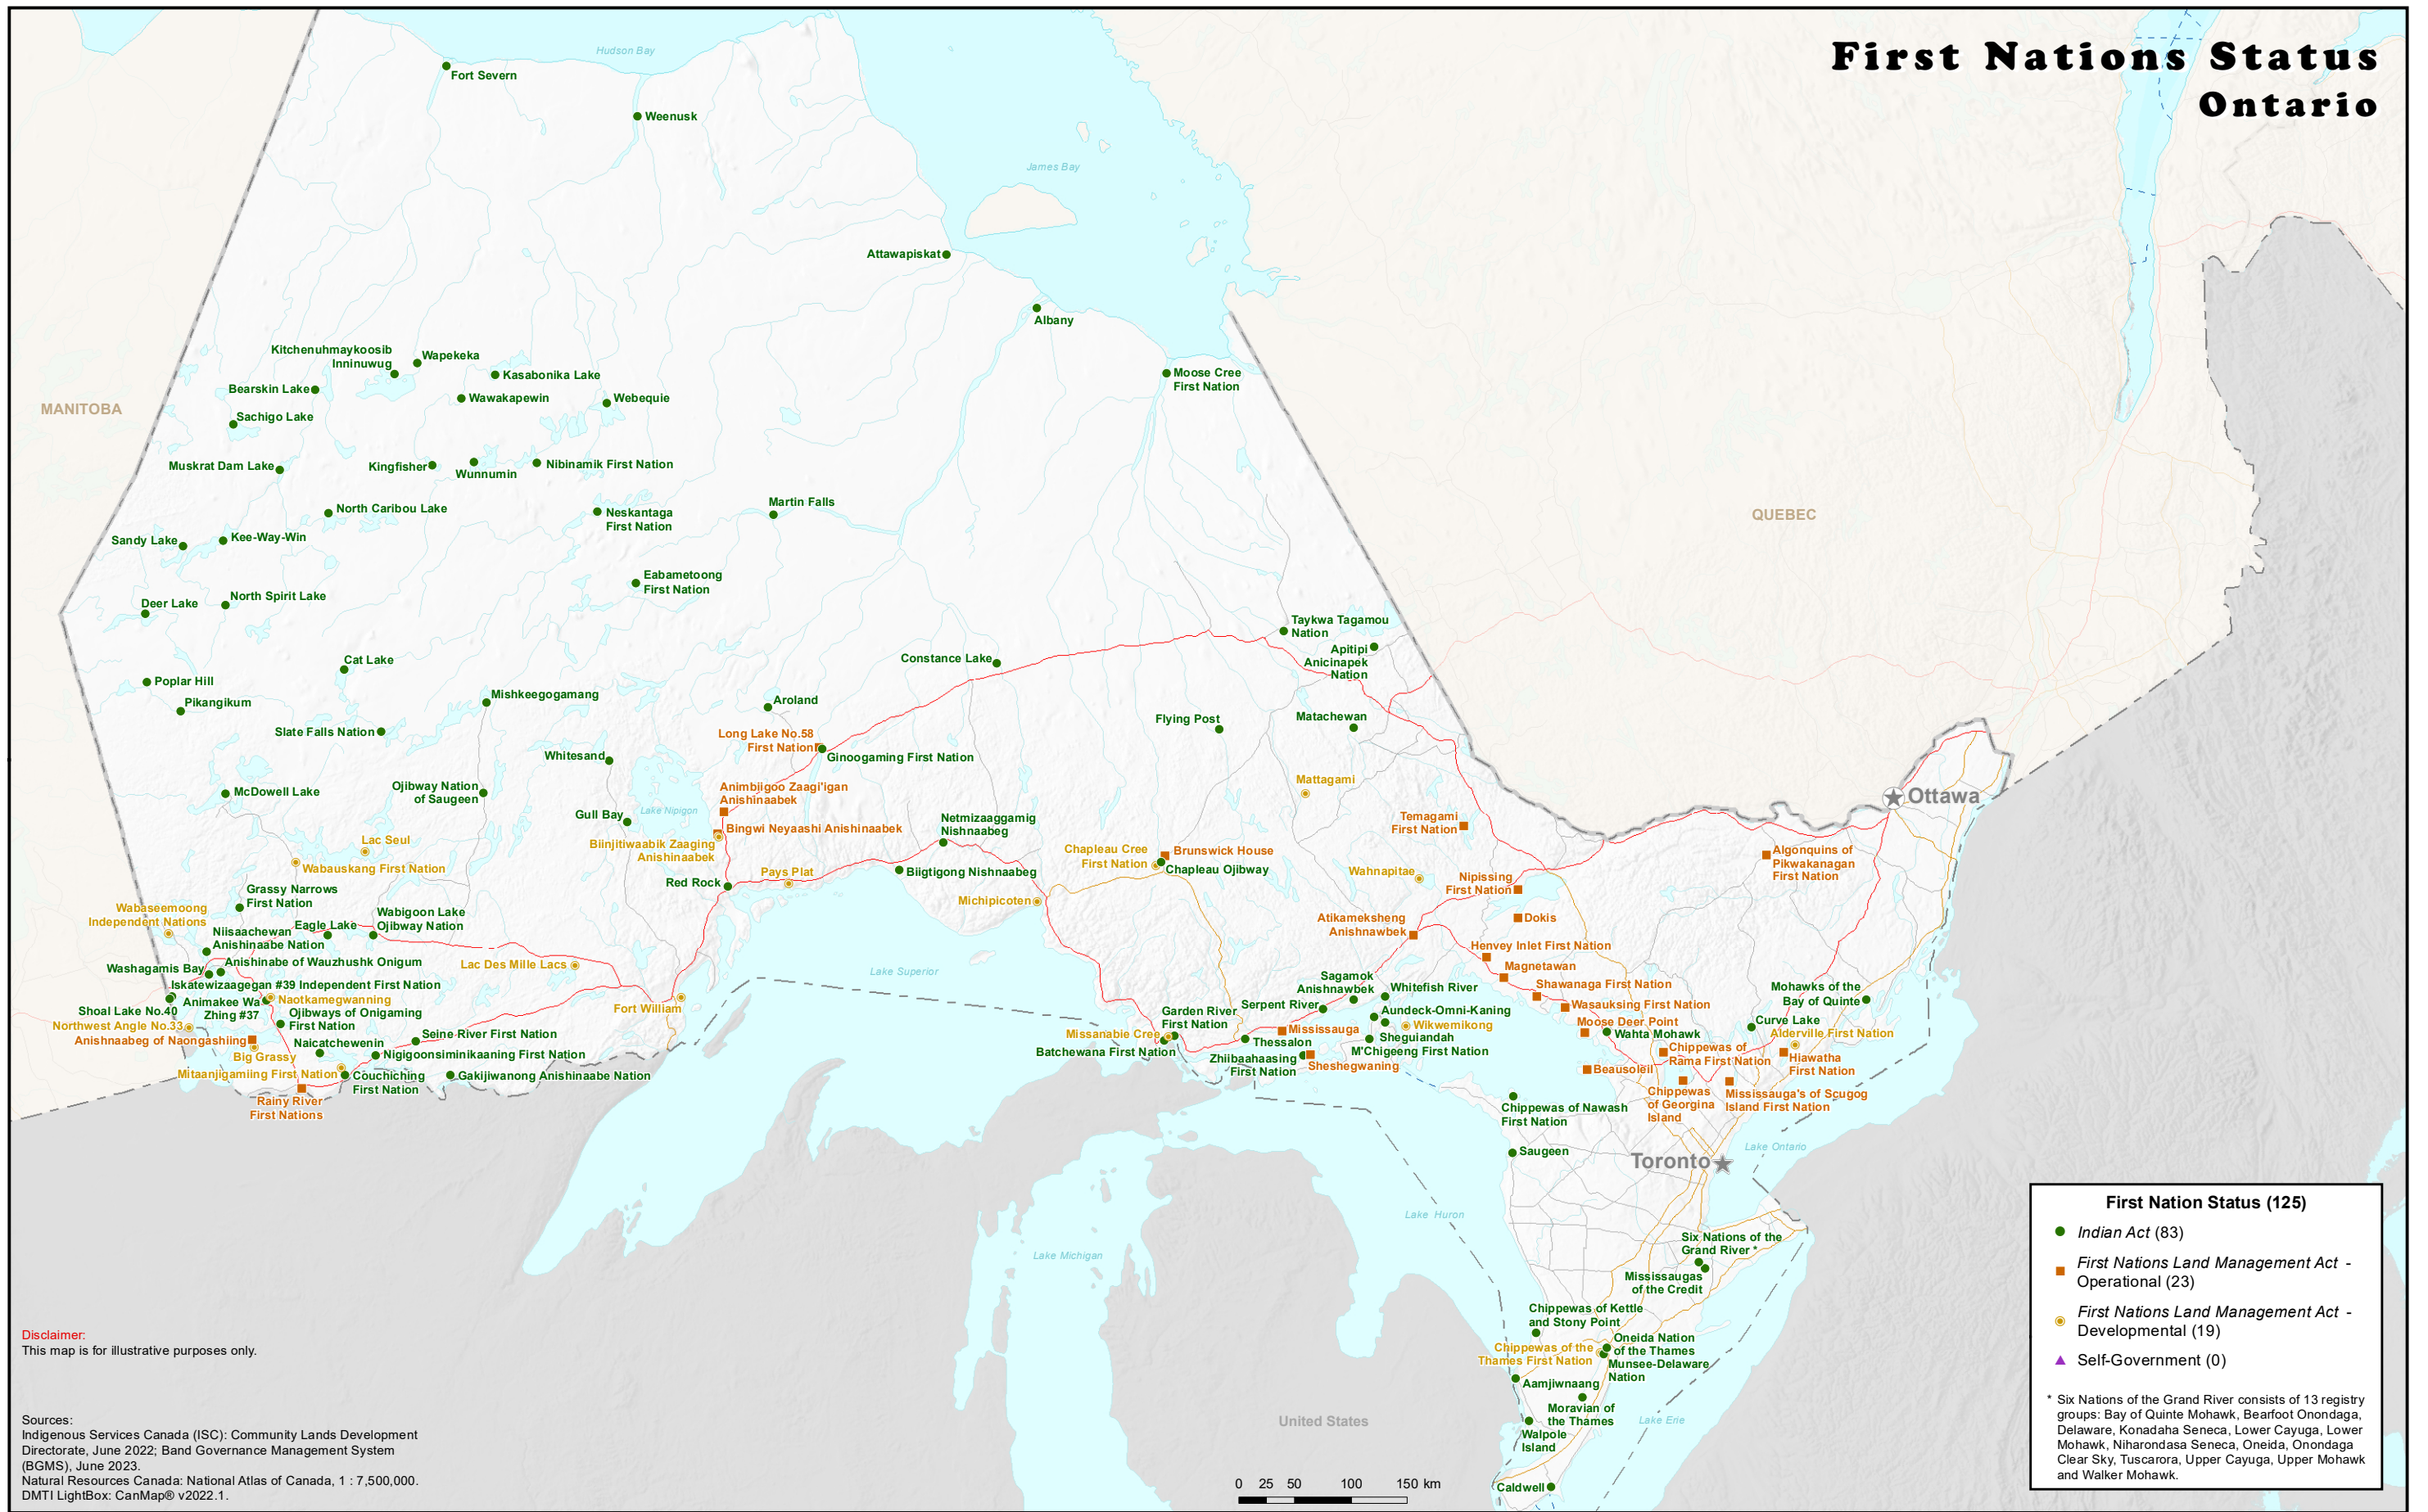 First Nations Status
Ontario
Hudson Bay
Fort Severn
Weenusk
James Bay
Attawapiskat
Albany
Kitchenuhmaykoosib
Inninuwug
Wapekeka
Kasabonika Lake
Moose Cree
First Nation
Bearskin Lake
Wawakapewin
Webequie
MANITOBA
Sachigo Lake
Muskrat Dam Lake
Kingfisher
Wunnumin
Nibinamik First Nation
North Caribou Lake
Neskantaga
First Nation
Martin Falls
QUEBEC
Sandy Lake
Kee-Way-Win
Eabametoong
First Nation
Deer Lake
North Spirit Lake
Taykwa Tagamou
Nation
Apitipi
Anicinapek
Nation
Constance Lake
Cat Lake
Poplar Hill
Pikangikum
Mishkeegogamang
Aroland
Flying Post
Matachewan
Slate Falls Nation
Long Lake No.58
First Nation
Ginoogaming First Nation
Whitesand
McDowell Lake
Ojibway Nation
of Saugeen
Animbiigoo Zaagi'igan
Anishinaabek
Mattagami
Ottawa
Gull Bay
Lake Nipigon
Bingwi Neyaashi Anishinaabek
Netmizaaggamig
Nishnaabeg
Temagami
First Nation
Lac Seul
Biinjitiwaabik Zaaging
Anishinaabek
Chapleau Cree
First Nation
Brunswick House
Chapleau Ojibway
Algonquins of
Pikwakanagan
First Nation
Wabauskang First Nation
Pays Plat
Biigtigong Nishnaabeg
Wahnapitae
Nipissing
First Nation
Red Rock
Grassy Narrows
First Nation
Michipicoten
Wabaseemoong
Independent Nations
Eagle Lake
Wabigoon Lake
Ojibway Nation
Atikameksheng
Anishnawbek
Dokis
Niisaachewan
Anishinaabe Nation
Henvey Inlet First Nation
Washagamis Bay
Anishinabe of Wauzhushk Onigum
Lac Des Mille Lacs
Lake Superior
Magnetawan
Iskatewizaagegan #39 Independent First Nation
Sagamok
Anishnawbek
Whitefish River
Shawanaga First Nation
Mohawks of the
Bay of Quinte
Shoal Lake No.40
Animakee Wa
Zhing #37
Naotkamegwanning
Fort William
Garden River
First Nation
Serpent River
Aundeck-Omni-Kaning
Wasauksing First Nation
Ojibways of Onigaming
First Nation
Northwest Angle No.33
Wikwemikong
Moose Deer Point
Curve Lake
Anishnaabeg of Naongashiing
Seine River First Nation
Missanabie Cree
Mississauga
Sheguiandah
Wahta Mohawk
Alderville First Nation
Naicatchewenin
Thessalon
Big Grassy
Nigigoonsiminikaaning First Nation
Batchewana First Nation
M'Chigeeng First Nation
Chippewas of
Rama First Nation
Zhiibaahaasing
First Nation
Sheshegwaning
Hiawatha
First Nation
Mitaanjigamiing First Nation
Couchiching
First Nation
Gakijiwanong Anishinaabe Nation
Beausoleil
Rainy River
First Nations
Chippewas
of Georgina
Island
Mississauga's of Scugog
Island First Nation
Chippewas of Nawash
First Nation
Saugeen
Toronto
Lake Ontario
Lake Huron
Lake Michigan
Six Nations of the
Grand River *
Mississaugas
of the Credit
Chippewas of Kettle
and Stony Point
Chippewas of the
Thames First Nation
Oneida Nation
of the Thames
Munsee-Delaware
Nation
Aamjiwnaang
Moravian of
the Thames
Lake Erie
United States
Walpole
Island
Caldwell
0 25 50 100 150 km
First Nation Status (125)
Indian Act (83)
First Nations Land Management Act -
Operational (23)
First Nations Land Management Act -
Developmental (19)
Self-Government (0)
* Six Nations of the Grand River consists of 13 registry
groups: Bay of Quinte Mohawk, Bearfoot Onondaga,
Delaware, Konadaha Seneca, Lower Cayuga, Lower
Mohawk, Niharondasa Seneca, Oneida, Onondaga
Clear Sky, Tuscarora, Upper Cayuga, Upper Mohawk
and Walker Mohawk.
Disclaimer:
This map is for illustrative purposes only.
Sources:
Indigenous Services Canada (ISC): Community Lands Development
Directorate, June 2022; Band Governance Management System
(BGMS), June 2023.
Natural Resources Canada: National Atlas of Canada, 1 : 7,500,000.
DMTI LightBox: CanMap® v2022.1.